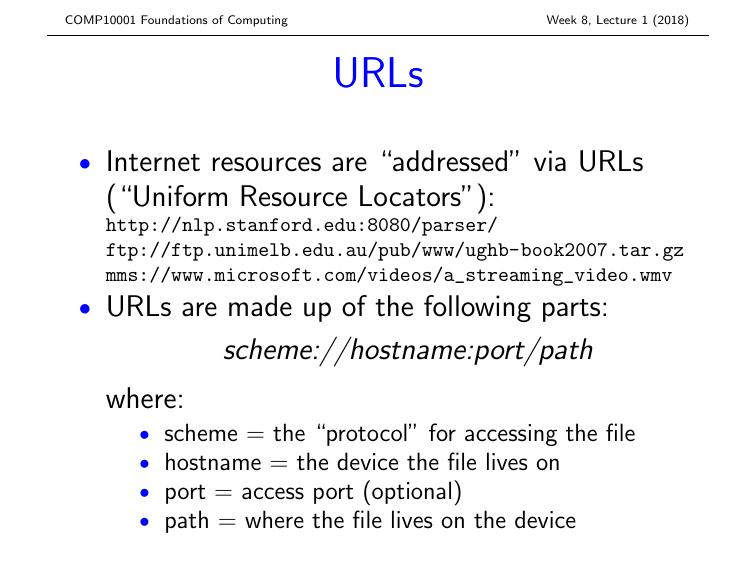 COMP10001 Foundations of Computing Week 8, Lecture 1 (2018)
URLs
• Internet resources are “addressed” via URLs
(“Uniform Resource Locators”):
http://nlp.stanford.edu:8080/parser/
ftp://ftp.unimelb.edu.au/pub/www/ughb-book2007.tar.gz
mms://www.microsoft.com/videos/a_streaming_video.wmv
• URLs are made up of the following parts:
scheme://hostname:port/path
where:
• scheme = the “protocol” for accessing the file
• hostname = the device the file lives on
• port = access port (optional)
• path = where the file lives on the device